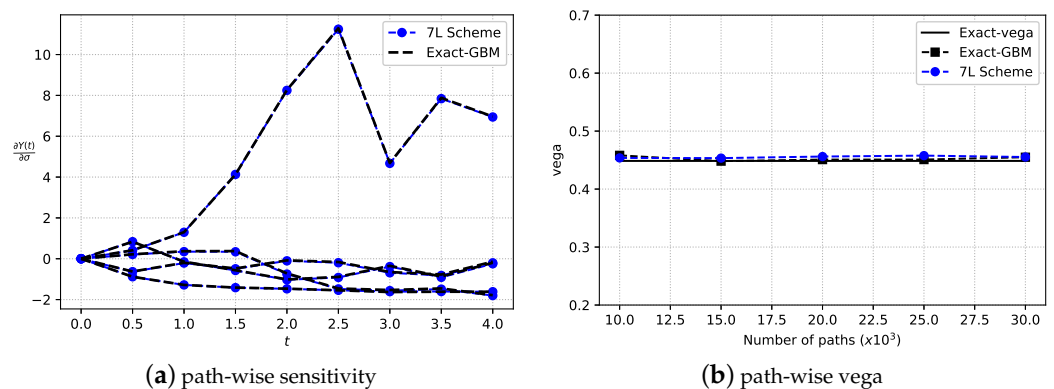 7L Scheme
Exact-GBM
10
8
6
4
2
0
−2
∂Y(t)
∂σ
0.0 0.5 1.0 1.5 2.0 2.5 3.0 3.5 4.0
t
(a) path-wise sensitivity
0.7
0.6
0.5
0.4
0.3
0.2
vega
Exact-vega
Exact-GBM
7L Scheme
10.0 12.5 15.0 17.5 20.0 22.5 25.0 27.5 30.0
Number of paths (x10³)
(b) path-wise vega